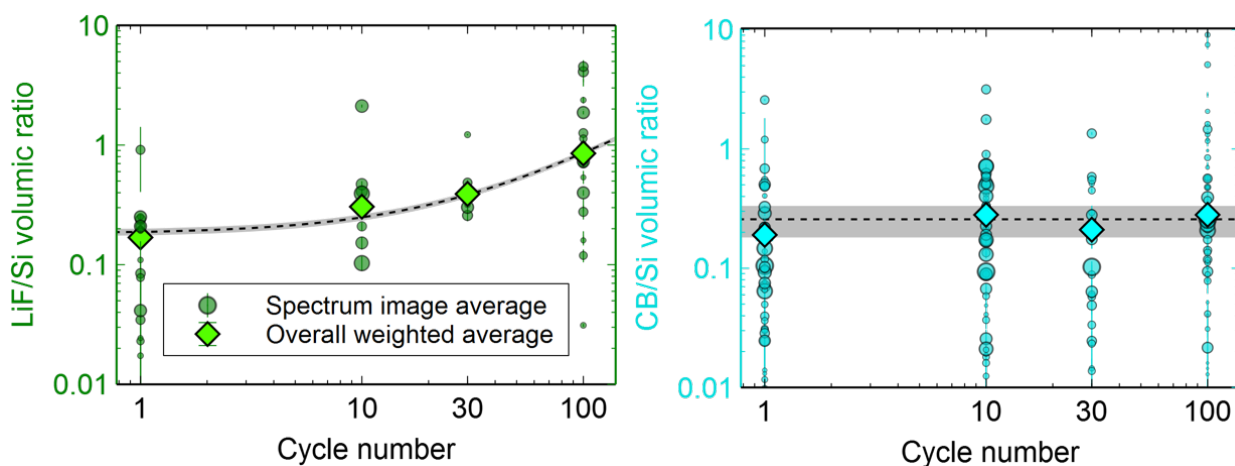 LiF/Si volumic ratio
10
1
0.1
0.01
Spectrum image average
Overall weighted average
1
10
30
100
Cycle number
CB/Si volumic ratio
10
1
0.1
0.01
1
10
30
100
Cycle number